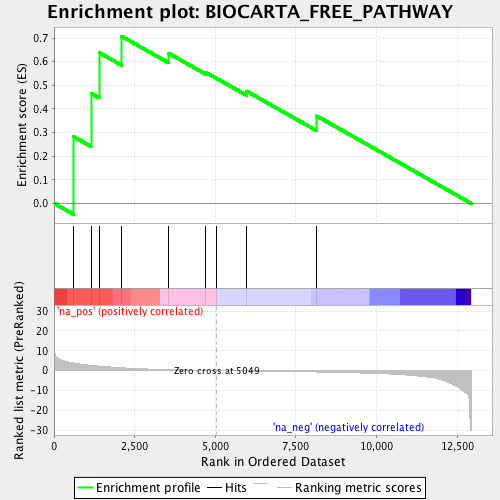 Enrichment plot: BIOCARTA_FREE_PATHWAY
Enrichment score (ES)
0.7
0.6
0.5
0.4
0.3
0.2
0.1
0.0
Ranked list metric (PreRanked)
30
20
10
0
-10
-20
-30
'na_pos' (positively correlated)
Zero cross at 5049
'na_neg' (negatively correlated)
0
2,500
5,000
7,500
10,000
12,500
Rank in Ordered Dataset
Enrichment profile
Hits
Ranking metric scores